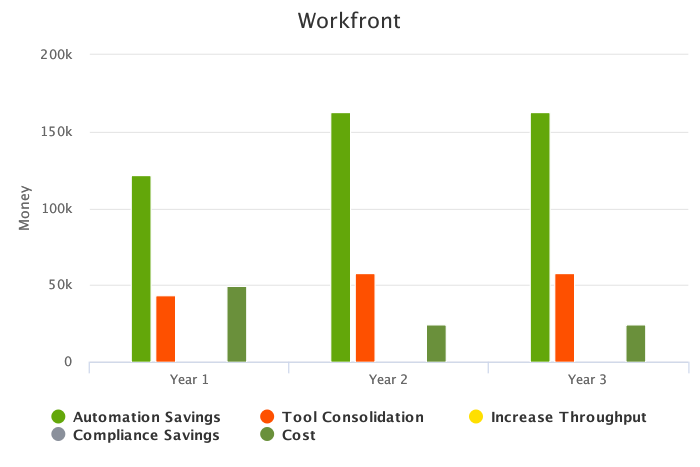 Workfront
200k
150k
100k
50k
0
Money
Year 1 Year 2 Year 3
Automation Savings Tool Consolidation Increase Throughput
Compliance Savings Cost